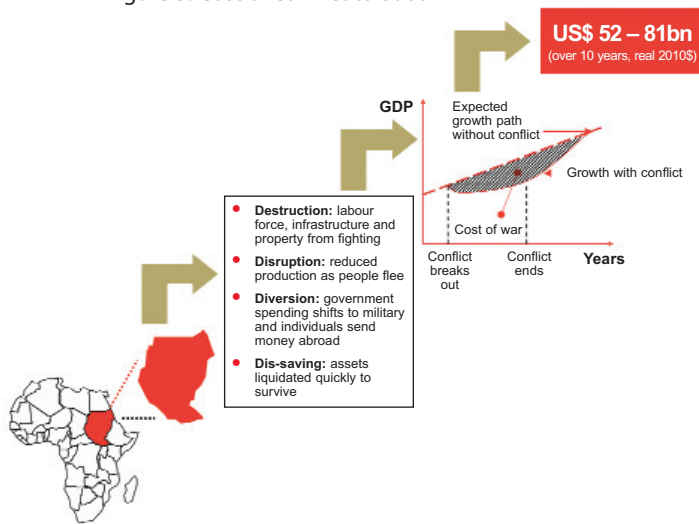 US$ 52 – 81bn
(over 10 years, real 2010$)
GDP
Expected
growth path
without conflict
Growth with conflict
Cost of war
Conflict
breaks
out
Conflict
ends
Years
• Destruction: labour
force, infrastructure and
property from fighting
• Disruption: reduced
production as people flee
• Diversion: government
spending shifts to military
and individuals send
money abroad
• Dis-saving: assets
liquidated quickly to
survive